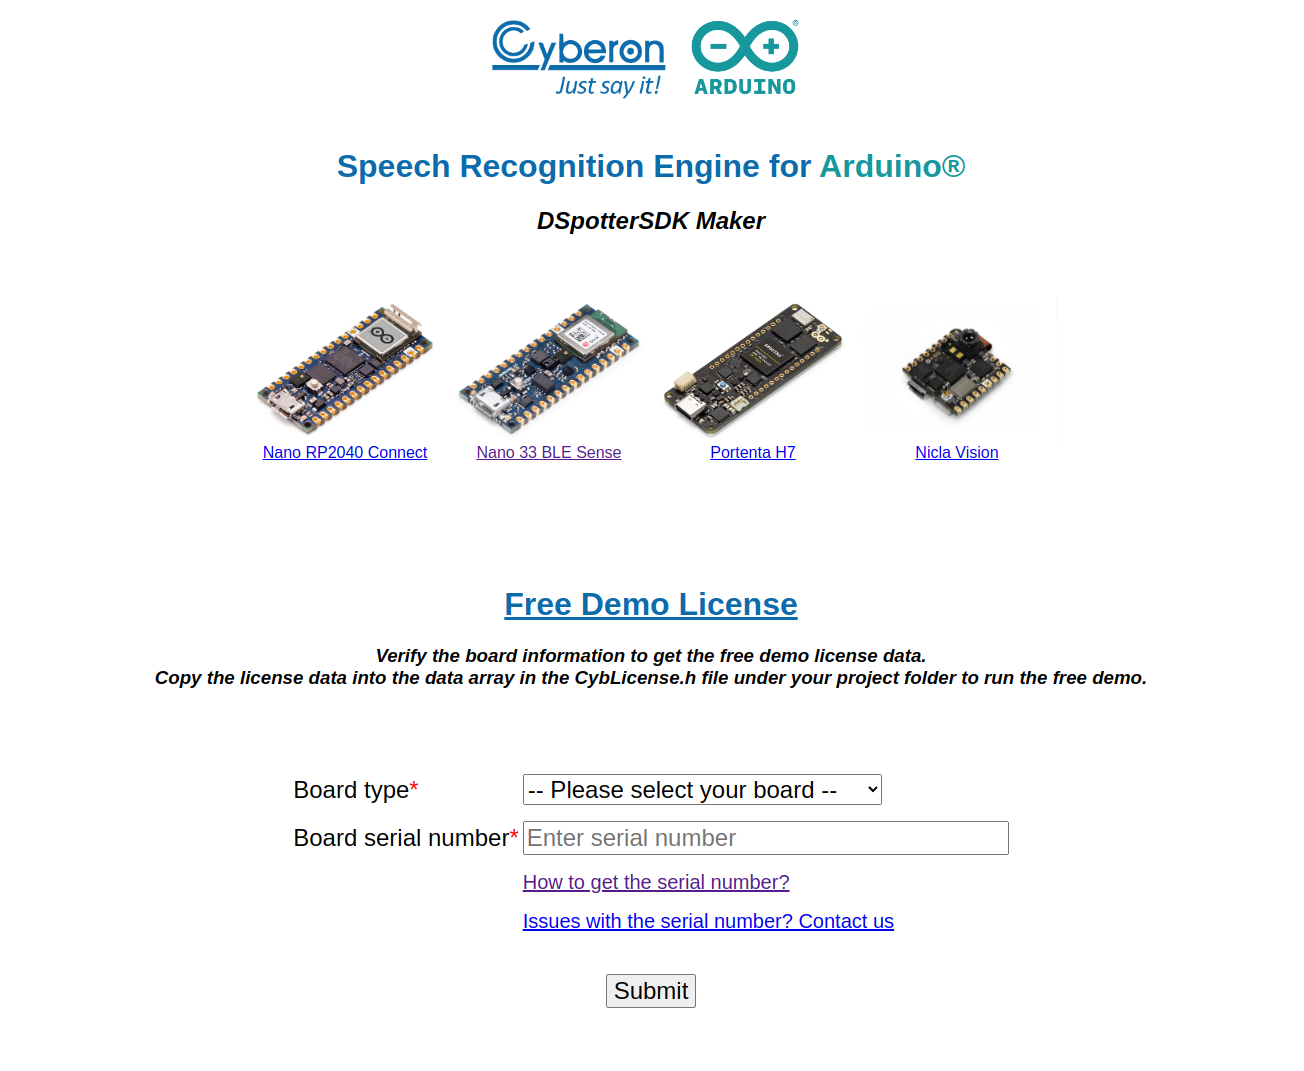 Cyberon
Just say it!
ARDUINO
Speech Recognition Engine for Arduino®
DSpotterSDK Maker
Nano RP2040 Connect
Nano 33 BLE Sense
Portenta H7
Nicla Vision
Free Demo License
Verify the board information to get the free demo license data.
Copy the license data into the data array in the CybLicense.h file under your project folder to run the free demo.
Board type*
-- Please select your board --
Board serial number*
Enter serial number
How to get the serial number?
Issues with the serial number? Contact us
Submit